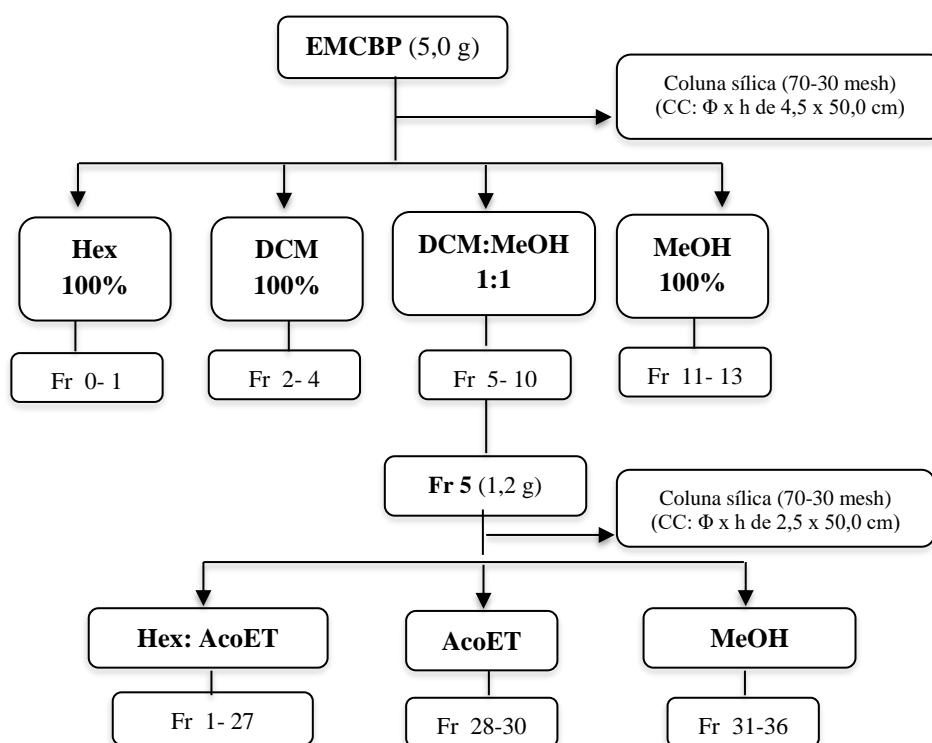 EMCBP (5,0 g)
Coluna sílica (70-30 mesh)
(CC: Φ x h de 4,5 x 50,0 cm)
Hex
100%
DCM
100%
DCM:MeOH
1:1
MeOH
100%
Fr 0- 1
Fr 2- 4
Fr 5- 10
Fr 11- 13
Fr 5 (1,2 g)
Coluna sílica (70-30 mesh)
(CC: Φ x h de 2,5 x 50,0 cm)
Hex: AcoET
AcoET
MeOH
Fr 1- 27
Fr 28-30
Fr 31-36